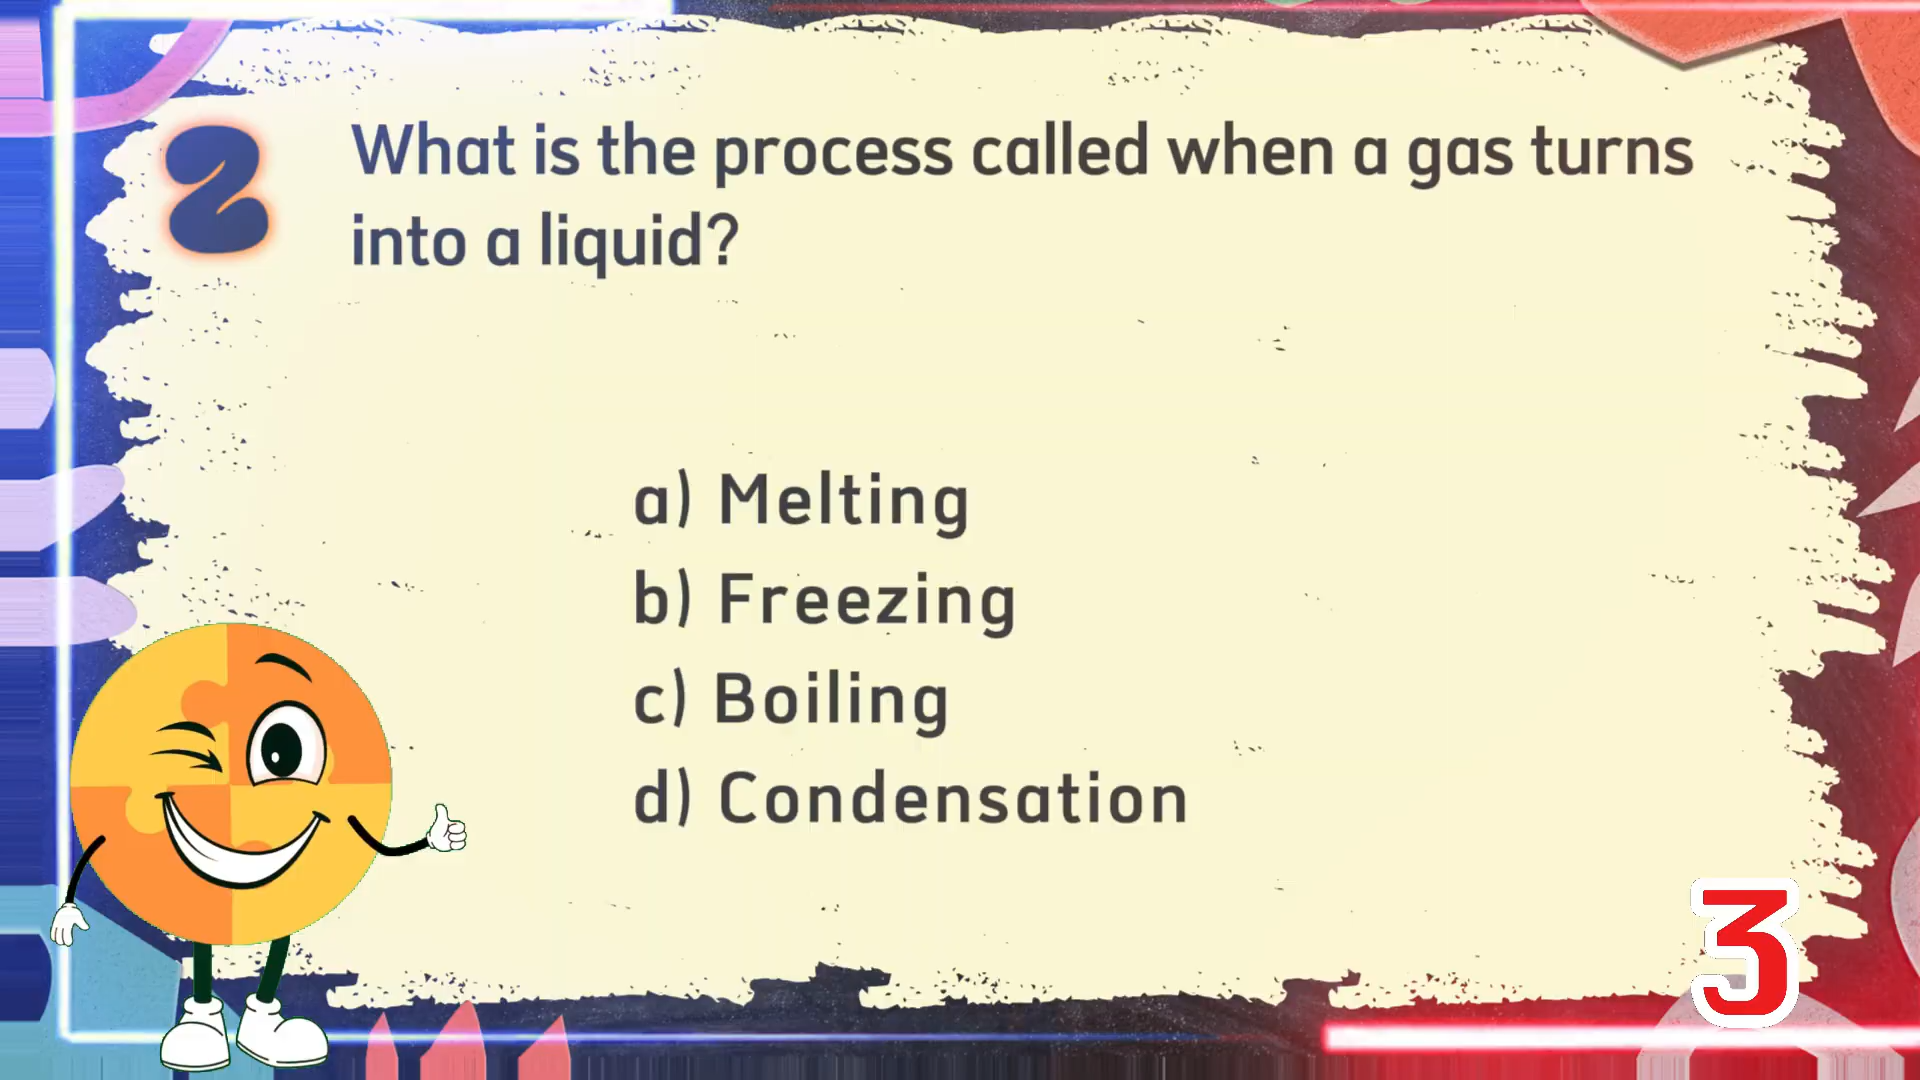 2
What is the process called when a gas turns
into a liquid?
a) Melting
b) Freezing
c) Boiling
d) Condensation
3